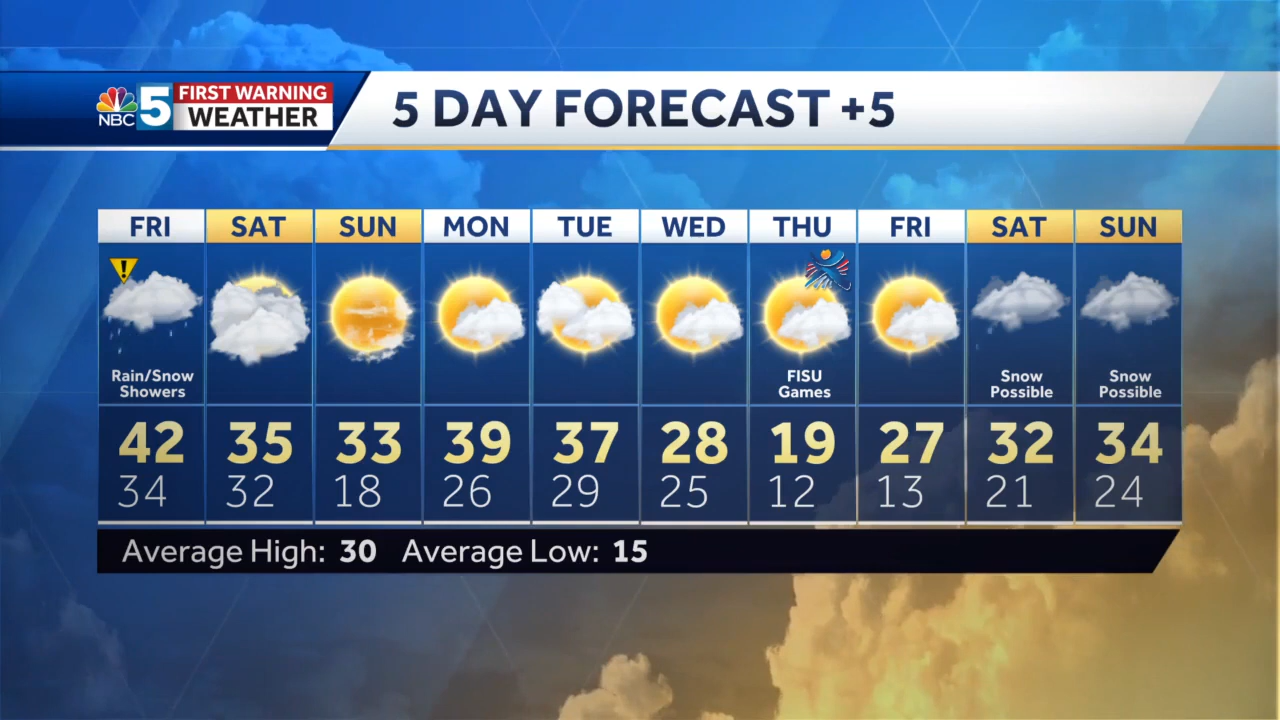 NBC 5 FIRST WARNING
WEATHER
5 DAY FORECAST +5
FRI SAT SUN MON TUE WED THU FRI SAT SUN
!
Rain/Snow
Showers
FISU
Games
Snow
Possible
Snow
Possible
42 35 33 39 37 28 19 27 32 34
34 32 18 26 29 25 12 13 21 24
Average High: 30 Average Low: 15